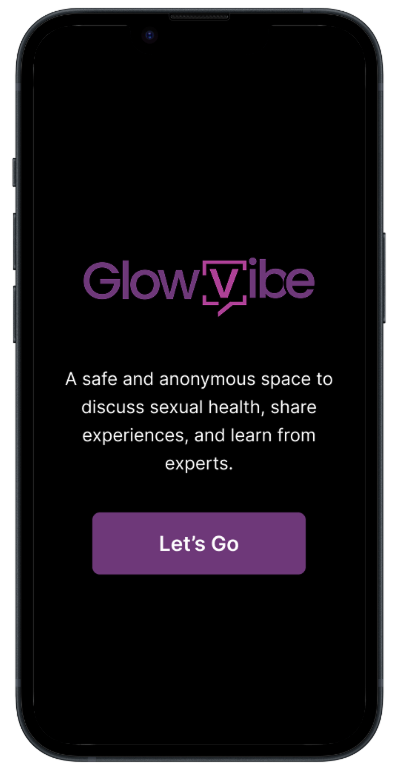 Glowvibe
A safe and anonymous space to
discuss sexual health, share
experiences, and learn from
experts.
Let’s Go